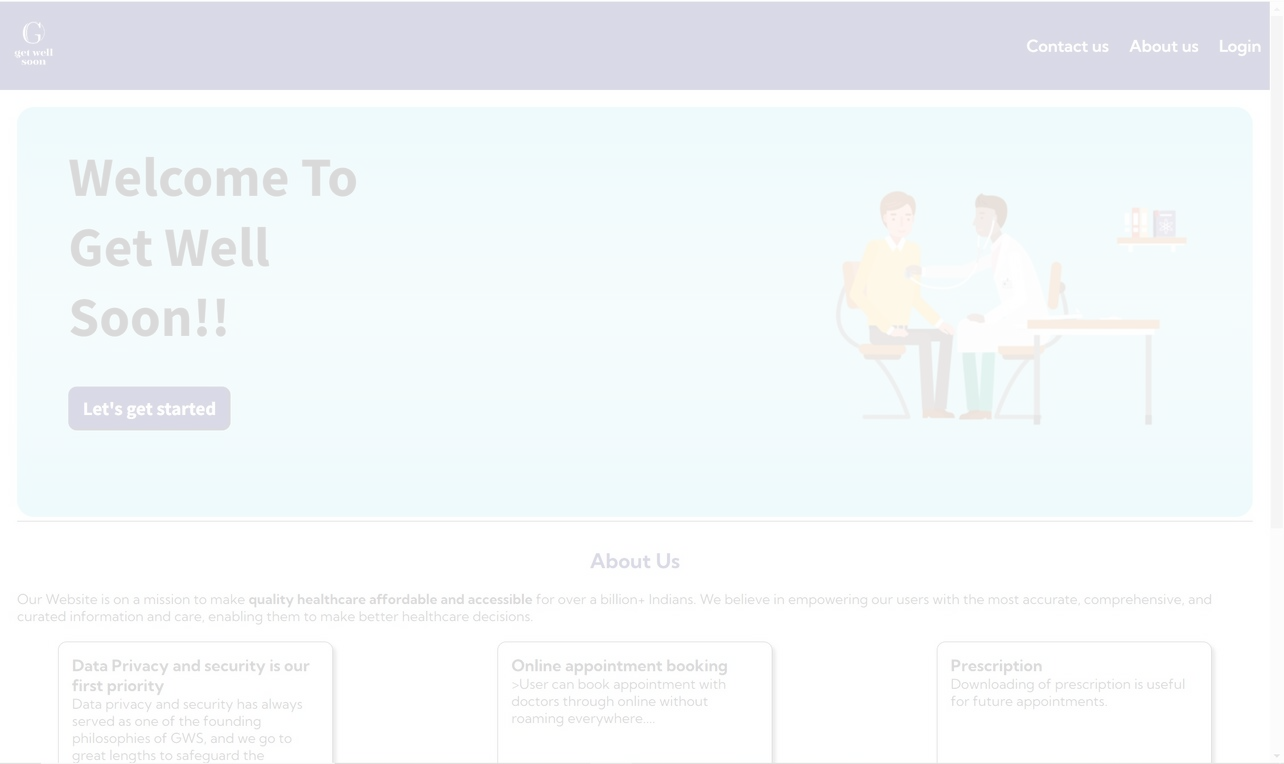 G
get well
soon
Contact us About us Login
Welcome To
Get Well
Soon!!
Let's get started
About Us
Our Website is on a mission to make quality healthcare affordable and accessible for over a billion+ Indians. We believe in empowering our users with the most accurate, comprehensive, and
curated information and care, enabling them to make better healthcare decisions.
Data Privacy and security is our
first priority
Data privacy and security has always
served as one of the founding
philosophies of GWS, and we go to
great lengths to safeguard the
Online appointment booking
>User can book appointment with
doctors through online without
roaming everywhere....
Prescription
Downloading of prescription is useful
for future appointments.